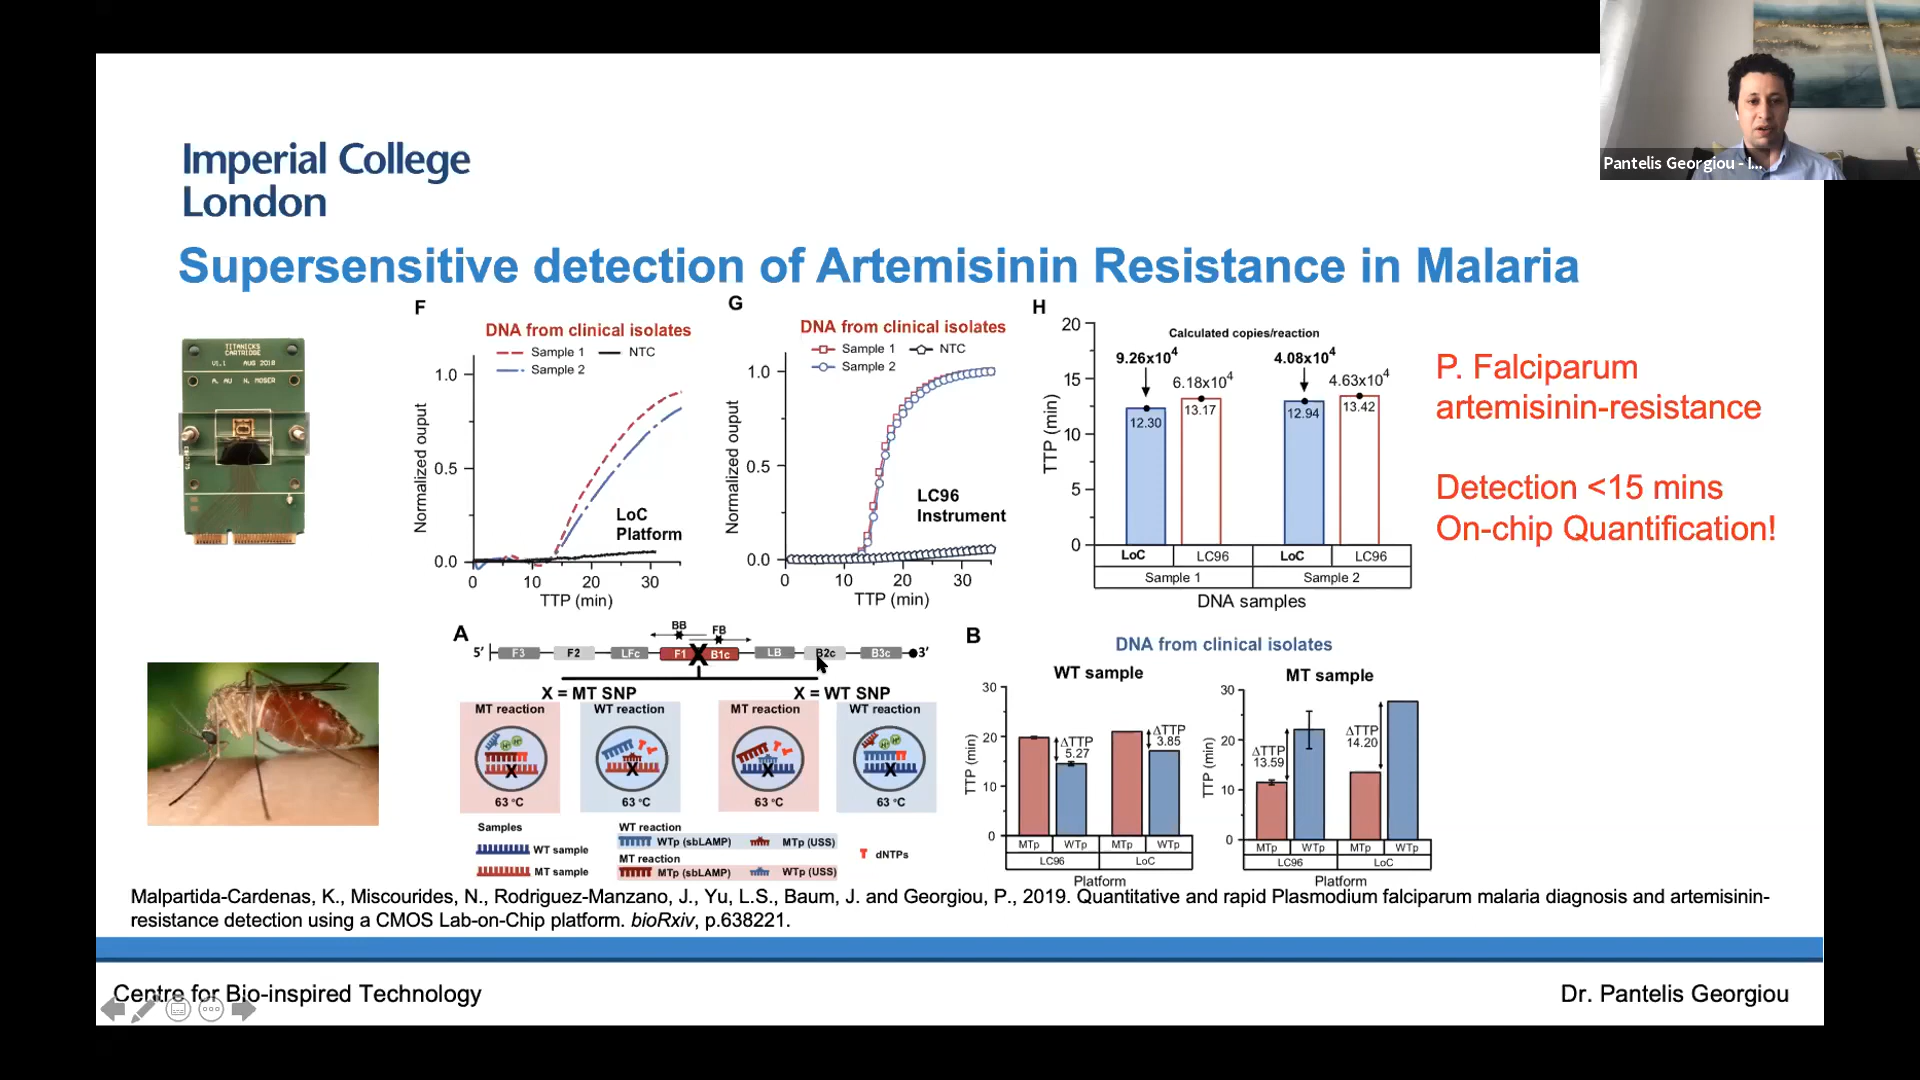 Pantelis Georgiou - I...
Imperial College
London
Supersensitive detection of Artemisinin Resistance in Malaria
TITANICKS
CARTRIDGE
V1.1 AUG 2018
A. AU N. MOSER
F
DNA from clinical isolates
Sample 1 NTC
Sample 2
Normalized ouput
1.0
0.5
0.0
LoC
Platform
0 10 20 30
TTP (min)
G
DNA from clinical isolates
Sample 1 NTC
Sample 2
Normalized ouput
1.0
0.5
0.0
LC96
Instrument
0 10 20 30
TTP (min)
H
Calculated copies/reaction
TTP (min)
20
15
10
5
0
9.26x10⁴ 6.18x10⁴ 4.08x10⁴ 4.63x10⁴
12.30 13.17 12.94 13.42
LoC LC96 LoC LC96
Sample 1 Sample 2
DNA samples
P. Falciparum
artemisinin-resistance
Detection <15 mins
On-chip Quantification!
A
BB FB
5′ F3 F2 LFc F1 X B1c LB B2c B3c 3′
X = MT SNP X = WT SNP
MT reaction WT reaction MT reaction WT reaction
X X X X
63 °C 63 °C 63 °C 63 °C
Samples
WT sample
MT sample
WT reaction
WTp (sbLAMP) MTp (USS)
MT reaction
MTp (sbLAMP) WTp (USS)
dNTPs
B
DNA from clinical isolates
WT sample
TTP (min)
30
20
10
0
ΔTTP
5.27
ΔTTP
3.85
MTp WTp MTp WTp
LC96 LoC
Platform
MT sample
TTP (min)
30
20
10
0
ΔTTP
13.59
ΔTTP
14.20
MTp WTp MTp WTp
LC96 LoC
Platform
Malpartida-Cardenas, K., Miscourides, N., Rodriguez-Manzano, J., Yu, L.S., Baum, J. and Georgiou, P., 2019. Quantitative and rapid Plasmodium falciparum malaria diagnosis and artemisinin-
resistance detection using a CMOS Lab-on-Chip platform. bioRxiv, p.638221.
Centre for Bio-inspired Technology
Dr. Pantelis Georgiou